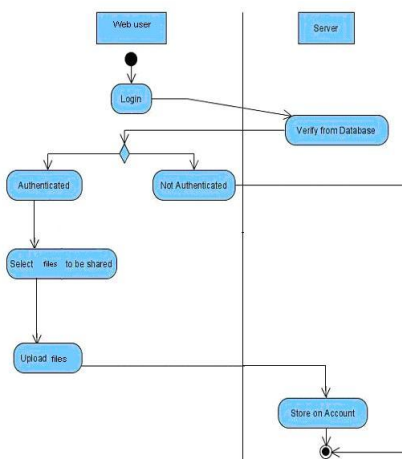 Web user
Server
Login
Verify from Database
Authenticated
Not Authenticated
Select files to be shared
Upload files
Store on Account